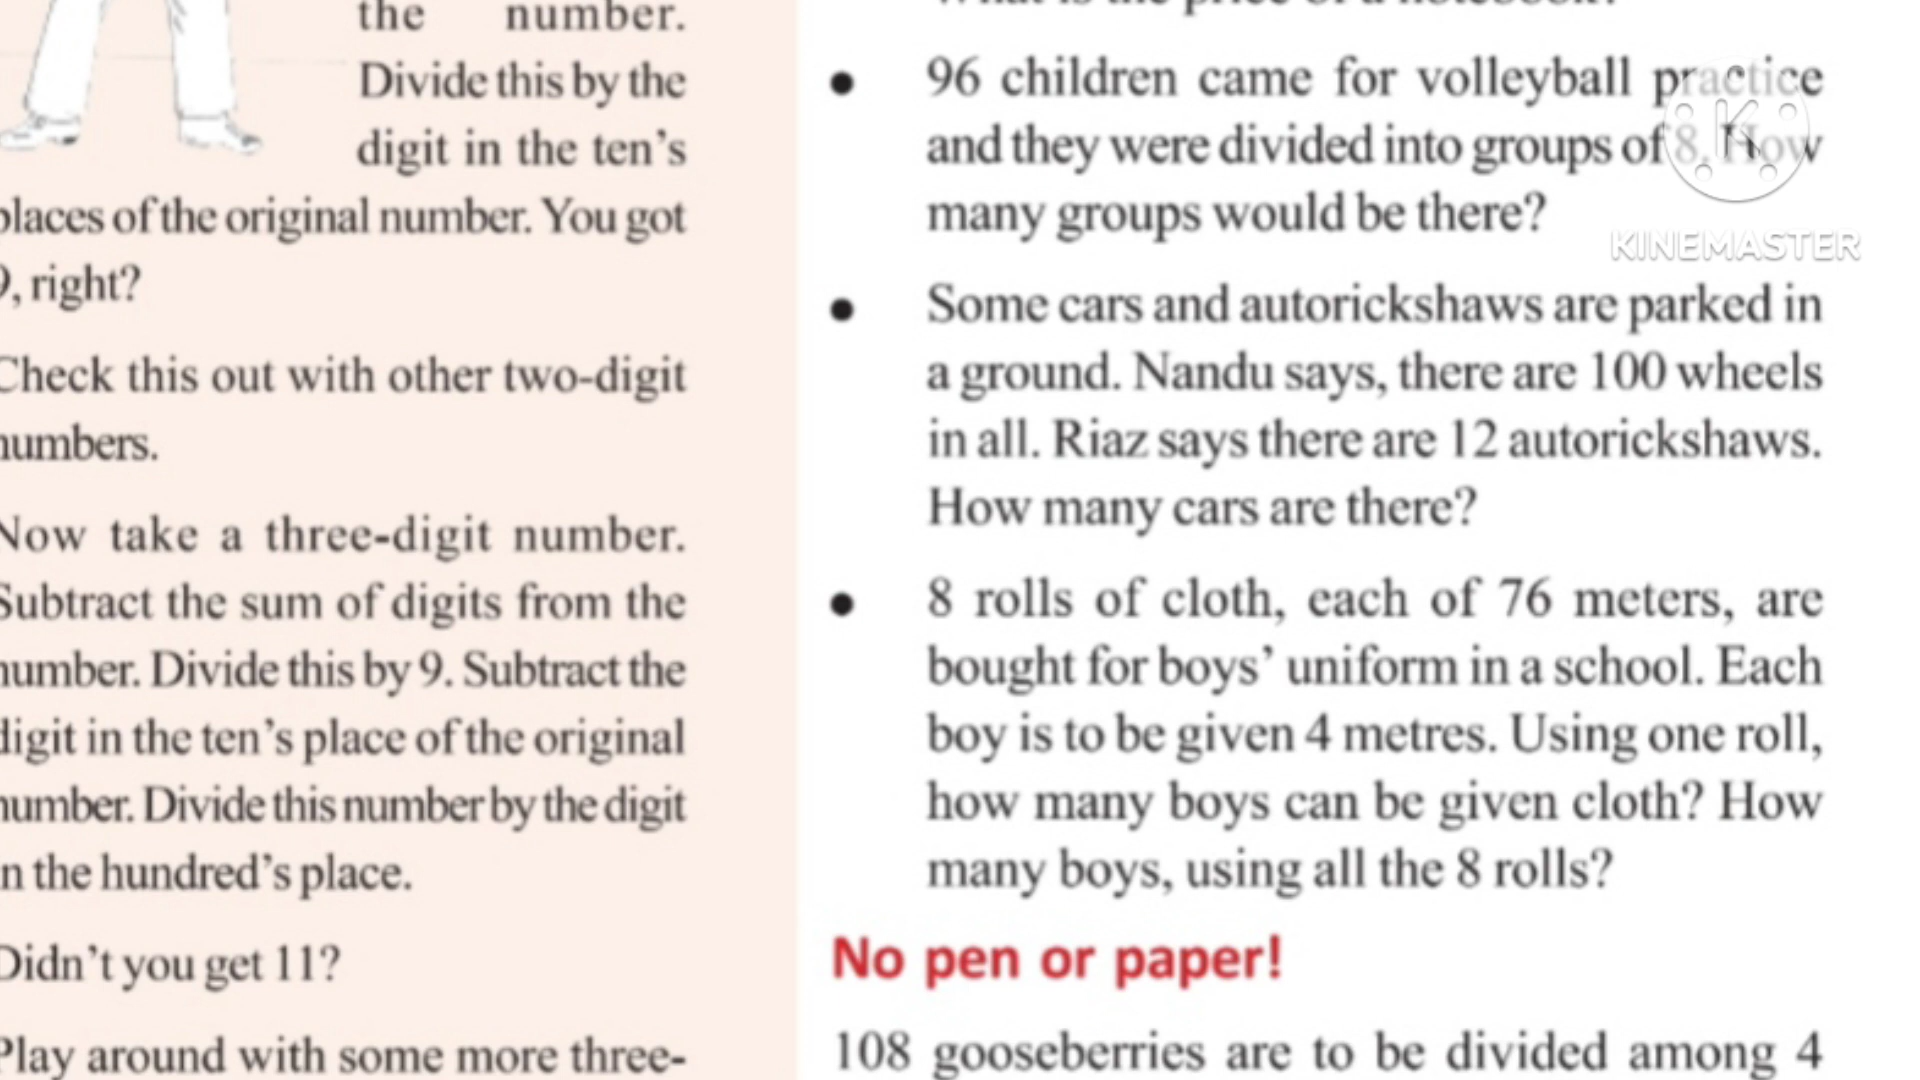 the number.
Divide this by the
digit in the ten's
places of the original number. You got
9, right?
Check this out with other two-digit
numbers.
Now take a three-digit number.
Subtract the sum of digits from the
number. Divide this by 9. Subtract the
digit in the ten's place of the original
number. Divide this number by the digit
in the hundred's place.
Didn't you get 11?
Play around with some more three-
What is the price of a notebook?
• 96 children came for volleyball practice
and they were divided into groups of 8. How
many groups would be there?
• Some cars and autorickshaws are parked in
a ground. Nandu says, there are 100 wheels
in all. Riaz says there are 12 autorickshaws.
How many cars are there?
• 8 rolls of cloth, each of 76 meters, are
bought for boys' uniform in a school. Each
boy is to be given 4 metres. Using one roll,
how many boys can be given cloth? How
many boys, using all the 8 rolls?
No pen or paper!
108 gooseberries are to be divided among 4
K
KINEMASTER